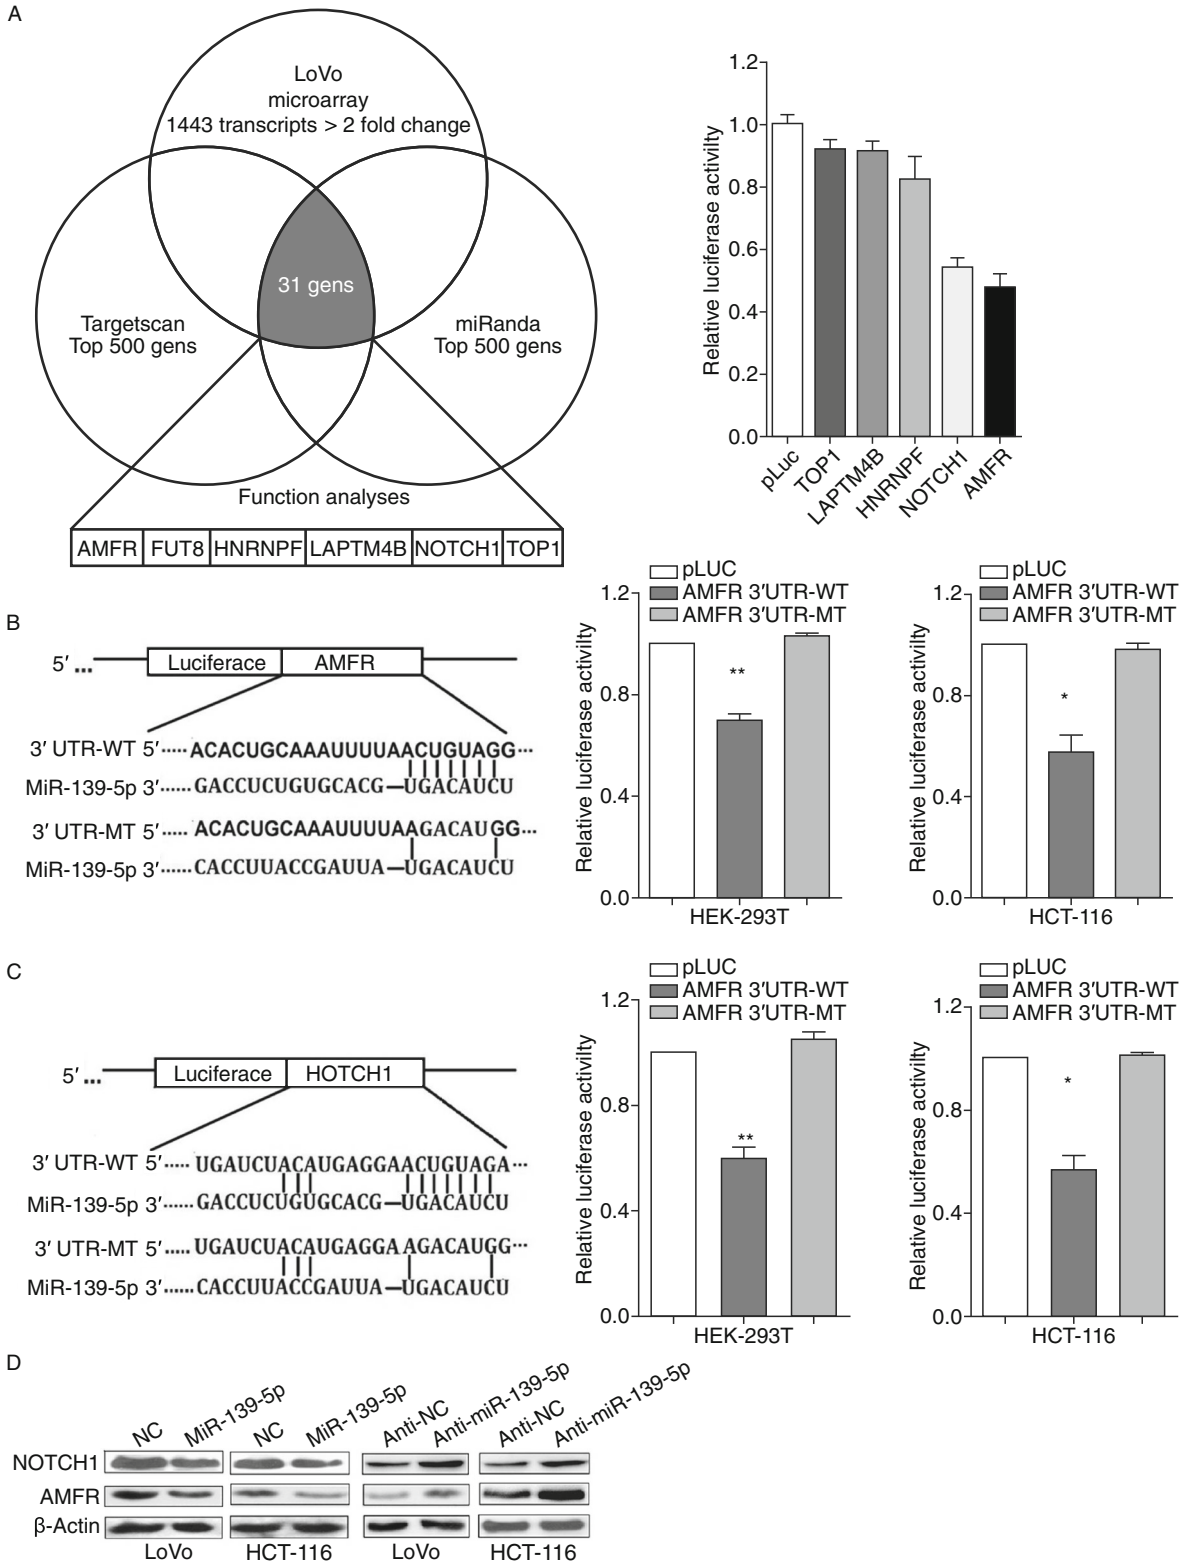 A
LoVo
microarray
1443 transcripts > 2 fold change
31 gens
Targetscan
Top 500 gens
miRanda
Top 500 gens
Function analyses
AMFR FUT8 HNRNPF LAPTM4B NOTCH1 TOP1
Relative luciferase activilty
1.2
1.0
0.8
0.6
0.4
0.2
0.0
pLuc
TOP1
LAPTM4B
HNRNPF
NOTCH1
AMFR
B
5′ ... Luciferace AMFR
3′ UTR-WT 5′ ····· ACACUGCAAAUUUUAACUGUAGG ···
MiR-139-5p 3′ ······ GACCUCUGUGCACG —UGACAUCU
3′ UTR-MT 5′ ····· ACACUGCAAAUUUUAAGACAUGG ···
MiR-139-5p 3′ ······ CACCUUACCGAUUA —UGACAUCU
pLUC
AMFR 3′UTR-WT
AMFR 3′UTR-MT
Relative luciferase activilty
1.2
0.8
0.4
0.0
**
HEK-293T
pLUC
AMFR 3′UTR-WT
AMFR 3′UTR-MT
Relative luciferase activilty
1.2
0.8
0.4
0.0
*
HCT-116
C
5′ ... Luciferace HOTCH1
3′ UTR-WT 5′ ····· UGAUCUACAUGAGGAACUGUAGA ···
MiR-139-5p 3′ ······ GACCUCUGUGCACG —UGACAUCU
3′ UTR-MT 5′ ····· UGAUCUACAUGAGGAAGACAUGG ···
MiR-139-5p 3′ ······ CACCUUACCGAUUA —UGACAUCU
pLUC
AMFR 3′UTR-WT
AMFR 3′UTR-MT
Relative luciferase activilty
1.2
0.8
0.4
0.0
**
HEK-293T
pLUC
AMFR 3′UTR-WT
AMFR 3′UTR-MT
Relative luciferase activilty
1.2
0.8
0.4
0.0
*
HCT-116
D
NC MiR-139-5p NC MiR-139-5p Anti-NC Anti-miR-139-5p Anti-NC Anti-miR-139-5p
NOTCH1
AMFR
β-Actin
LoVo HCT-116 LoVo HCT-116